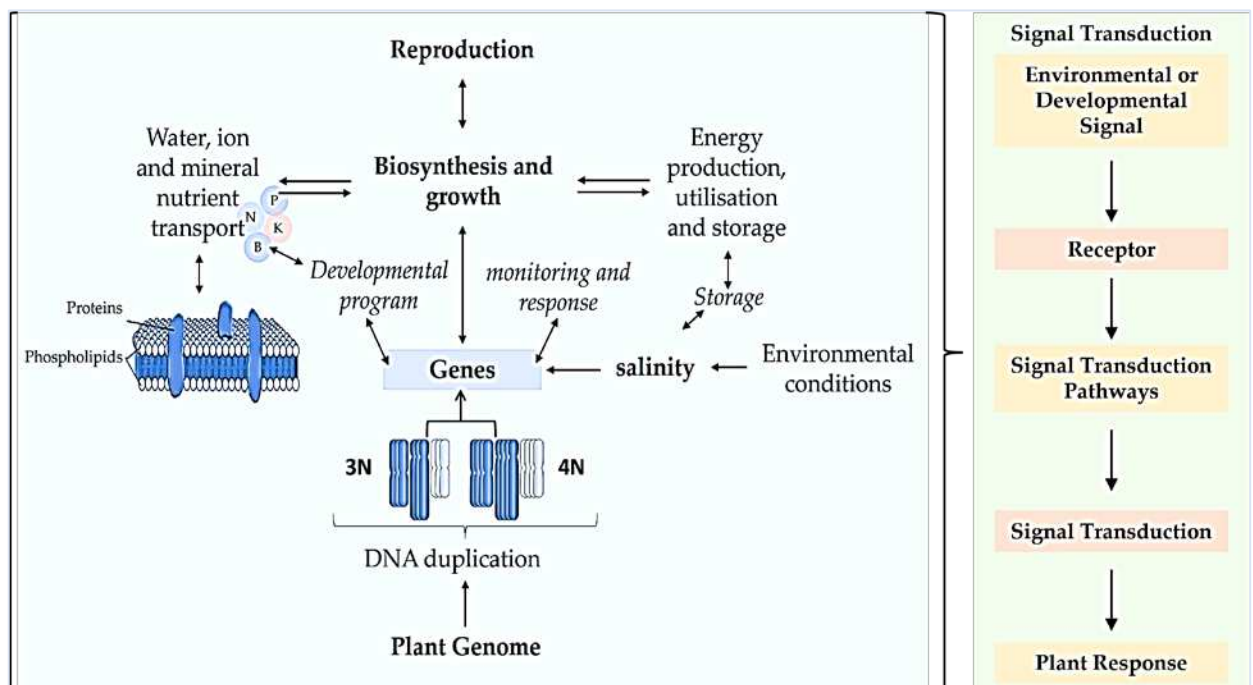 Reproduction
Water, ion
and mineral
nutrient
transport
P
N
K
B
Biosynthesis and
growth
Energy
production,
utilisation
and storage
Developmental
program
monitoring and
response
Storage
Proteins
Phospholipids
Genes
salinity
Environmental
conditions
3N
4N
DNA duplication
Plant Genome
Signal Transduction
Environmental or
Developmental
Signal
Receptor
Signal Transduction
Pathways
Signal Transduction
Plant Response